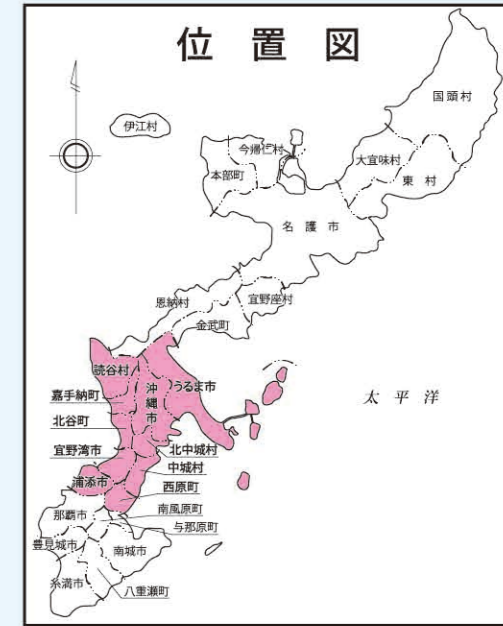 位置図
国頭村
伊江村
今帰仁村
大宜味村
本部町
東村
名護市
恩納村
宜野座村
金武町
読谷村
うるま市
沖縄市
嘉手納町
太平洋
北谷町
宜野湾市
北中城村
中城村
浦添市
西原町
那覇市
南風原町
与那原町
豊見城市
南城市
糸満市
八重瀬町